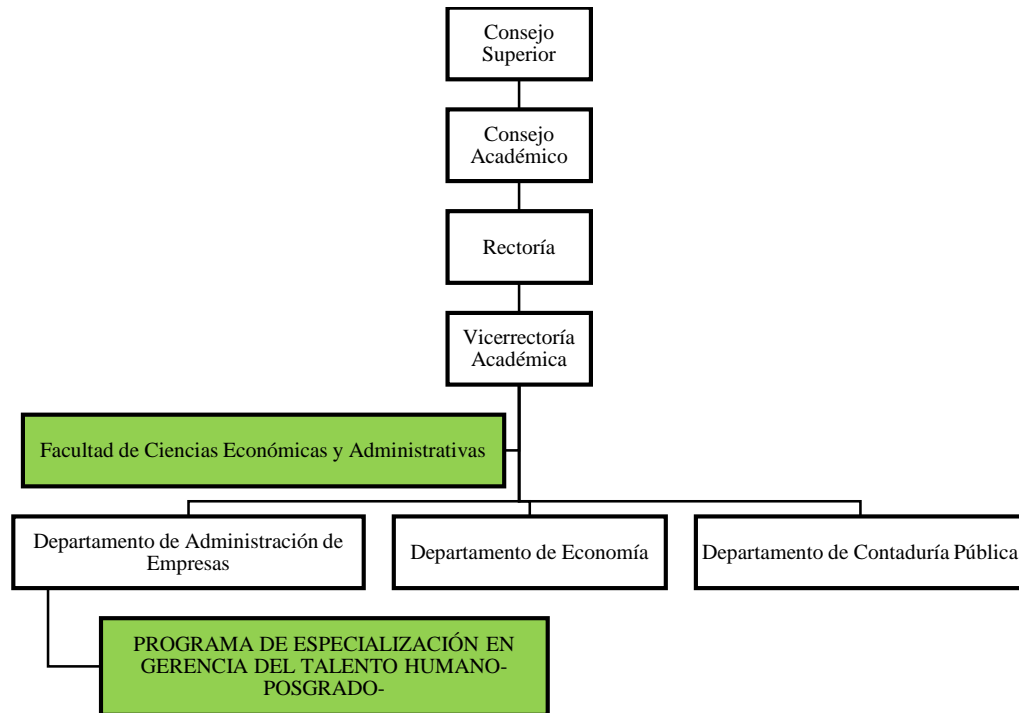 Consejo
Superior
Consejo
Académico
Rectoría
Vicerrectoría
Académica
Facultad de Ciencias Económicas y Administrativas
Departamento de Administración de
Empresas
Departamento de Economía
Departamento de Contaduría Pública
PROGRAMA DE ESPECIALIZACIÓN EN
GERENCIA DEL TALENTO HUMANO-
POSGRADO-